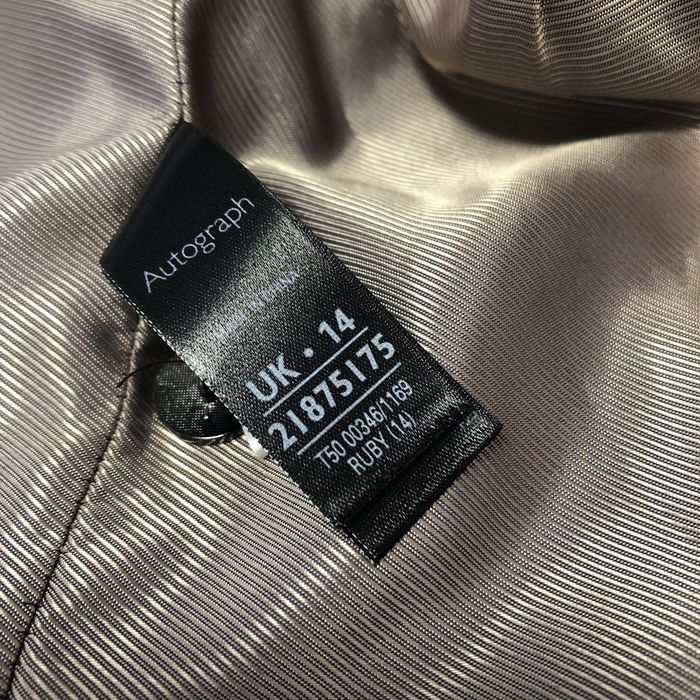 Autograph
MADE IN CHINA
UK • 14
21875175
T50 00346/1169
RUBY (14)